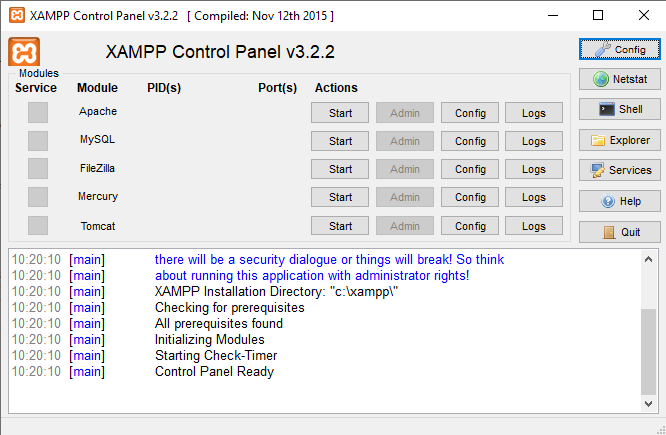 XAMPP Control Panel v3.2.2 [ Compiled: Nov 12th 2015 ]
XAMPP Control Panel v3.2.2
Config
Modules
Service Module PID(s) Port(s) Actions
Netstat
Apache Start Admin Config Logs
Shell
MySQL Start Admin Config Logs
Explorer
FileZilla Start Admin Config Logs
Services
Mercury Start Admin Config Logs
Help
Tomcat Start Admin Config Logs
Quit
10:20:10 [main] there will be a security dialogue or things will break! So think
10:20:10 [main] about running this application with administrator rights!
10:20:10 [main] XAMPP Installation Directory: "c:\xampp\"
10:20:10 [main] Checking for prerequisites
10:20:10 [main] All prerequisites found
10:20:10 [main] Initializing Modules
10:20:10 [main] Starting Check-Timer
10:20:10 [main] Control Panel Ready